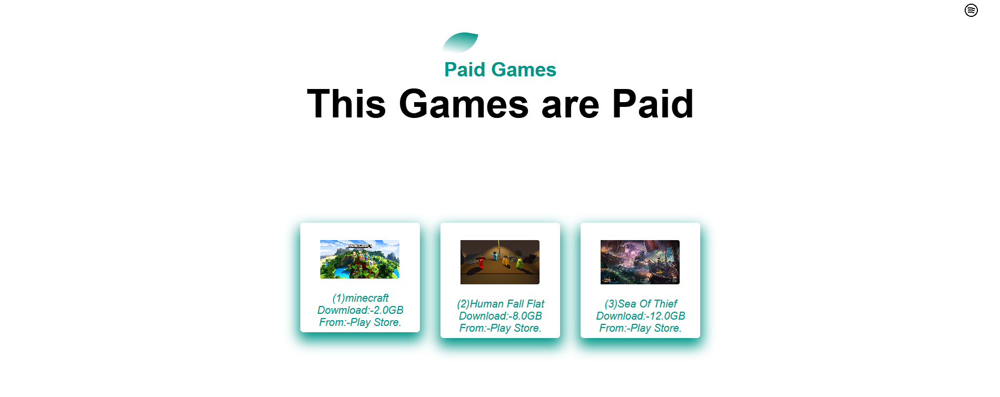 Paid Games
This Games are Paid
MINECRAFT
(1)minecraft
Dowmload:-2.0GB
From:-Play Store.
(2)Human Fall Flat
Download:-8.0GB
From:-Play Store.
(3)Sea Of Thief
Download:-12.0GB
From:-Play Store.